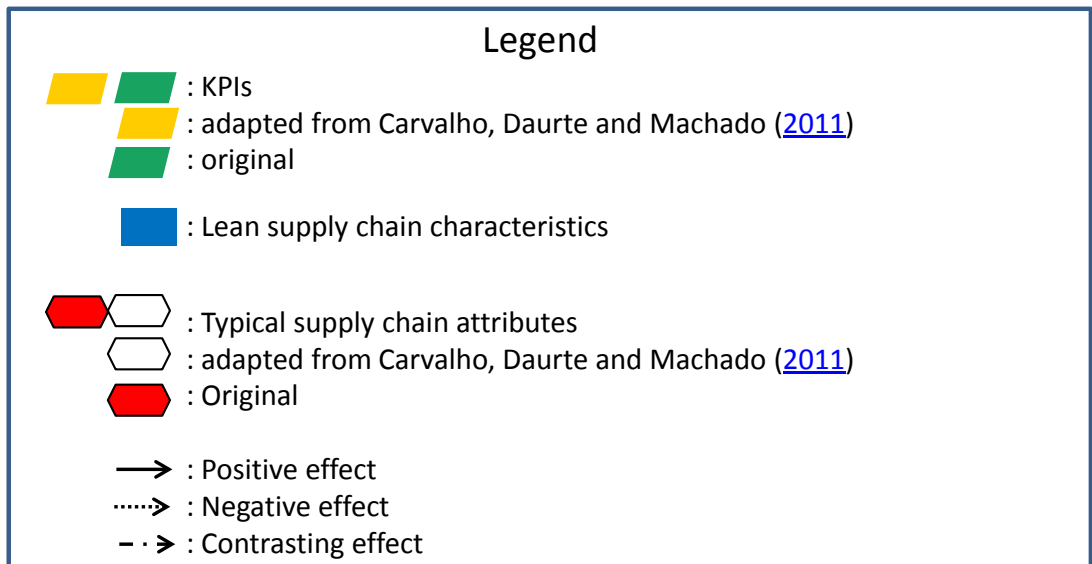 Legend
: KPIs
: adapted from Carvalho, Daurte and Machado (2011)
: original
: Lean supply chain characteristics
: Typical supply chain attributes
: adapted from Carvalho, Daurte and Machado (2011)
: Original
: Positive effect
: Negative effect
: Contrasting effect